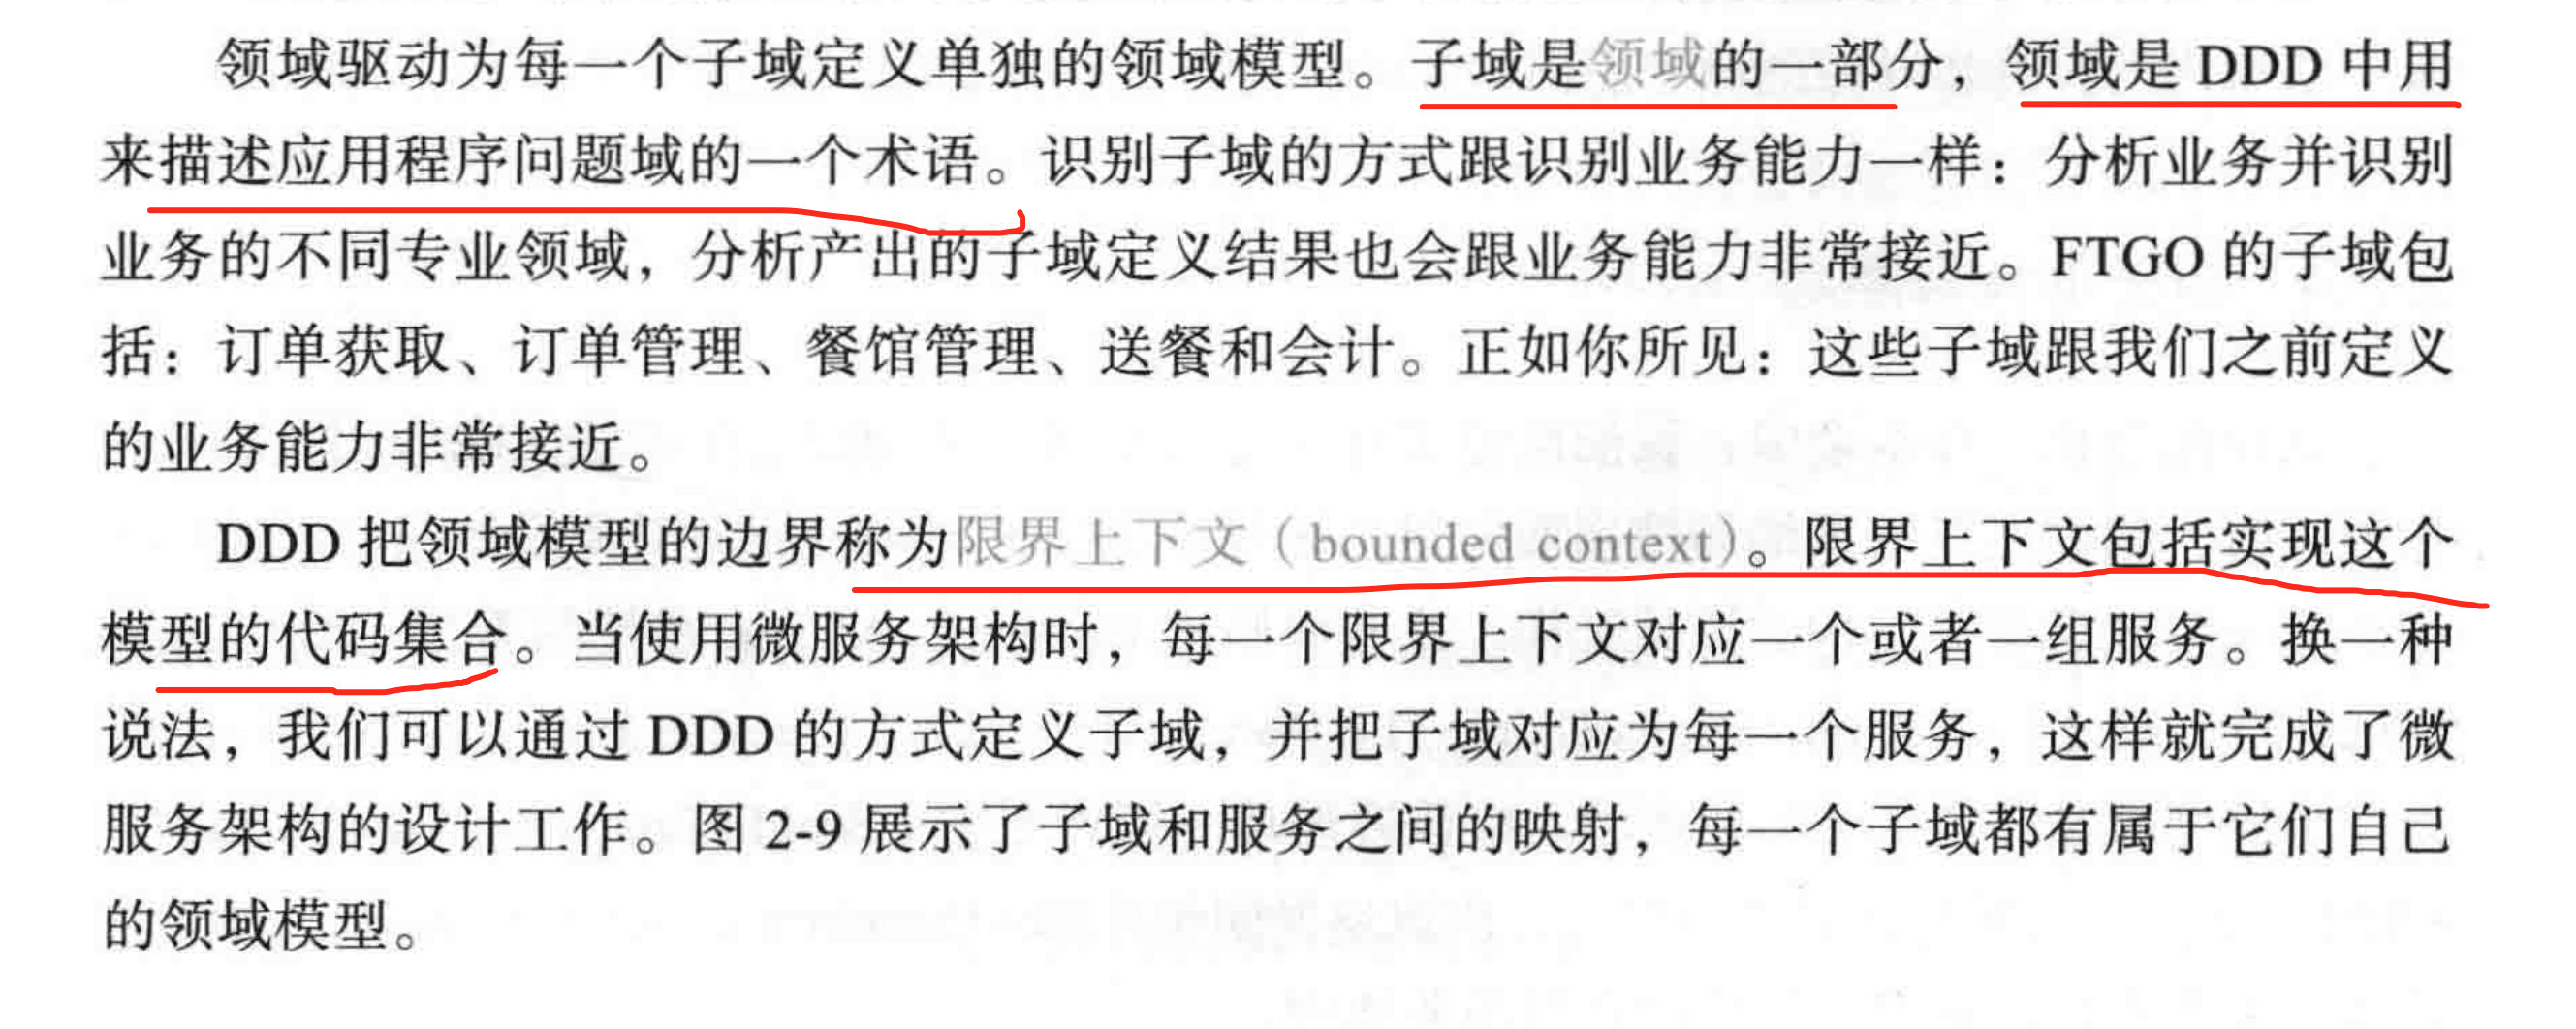 领域驱动为每一个子域定义单独的领域模型。子域是领域的一部分，领域是 DDD 中用
来描述应用程序问题域的一个术语。识别子域的方式跟识别业务能力一样：分析业务并识别
业务的不同专业领域，分析产出的子域定义结果也会跟业务能力非常接近。FTGO 的子域包
括：订单获取、订单管理、餐馆管理、送餐和会计。正如你所见：这些子域跟我们之前定义
的业务能力非常接近。
DDD 把领域模型的边界称为限界上下文（bounded context）。限界上下文包括实现这个
模型的代码集合。当使用微服务架构时，每一个限界上下文对应一个或者一组服务。换一种
说法，我们可以通过 DDD 的方式定义子域，并把子域对应为每一个服务，这样就完成了微
服务架构的设计工作。图 2-9 展示了子域和服务之间的映射，每一个子域都有属于它们自己
的领域模型。